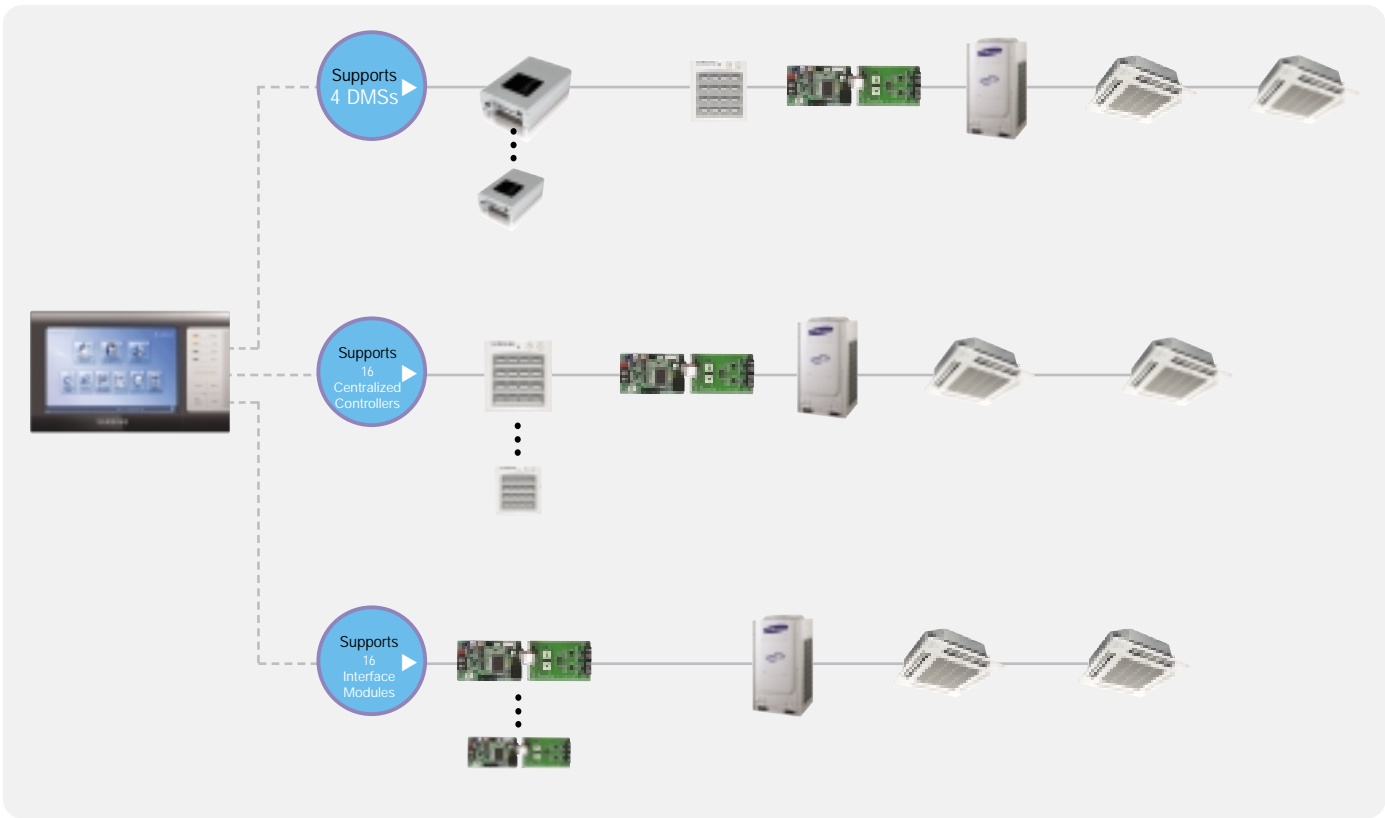 Supports
4 DMSs
Supports
16
Centralized
Controllers
Supports
16
Interface
Modules